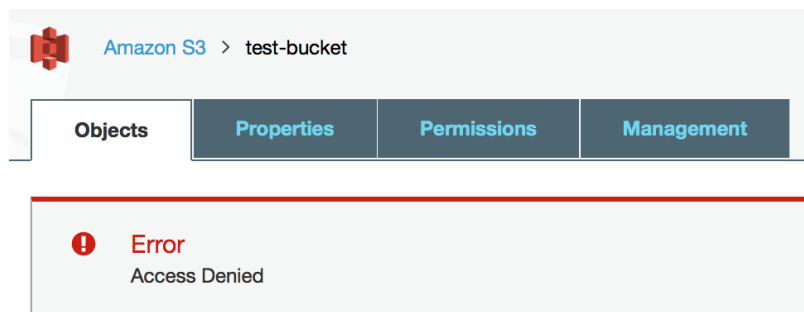 Amazon S3 > test-bucket
Objects Properties Permissions Management
Error
Access Denied